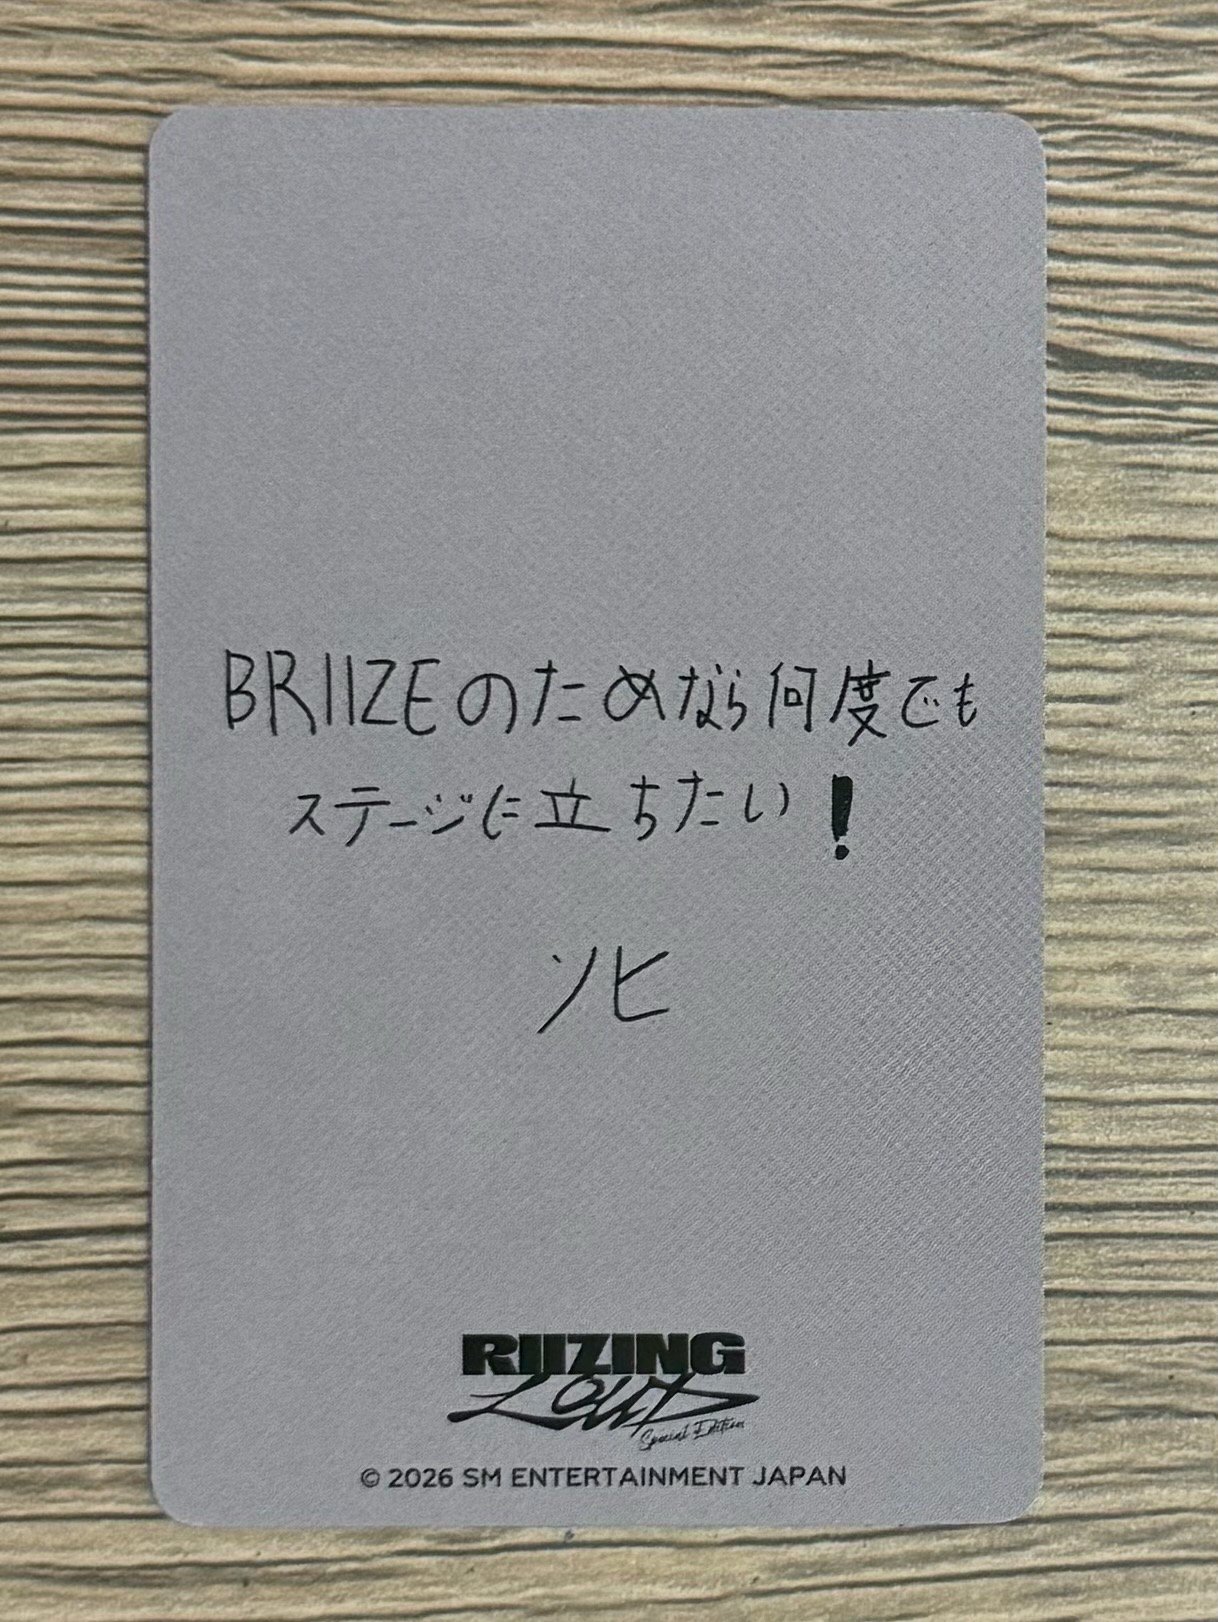 BRIIZEのためなら何度でも
ステージに立ちたい!
ソヒ
RIIZING
LOUD
Special Edition
© 2026 SM ENTERTAINMENT JAPAN